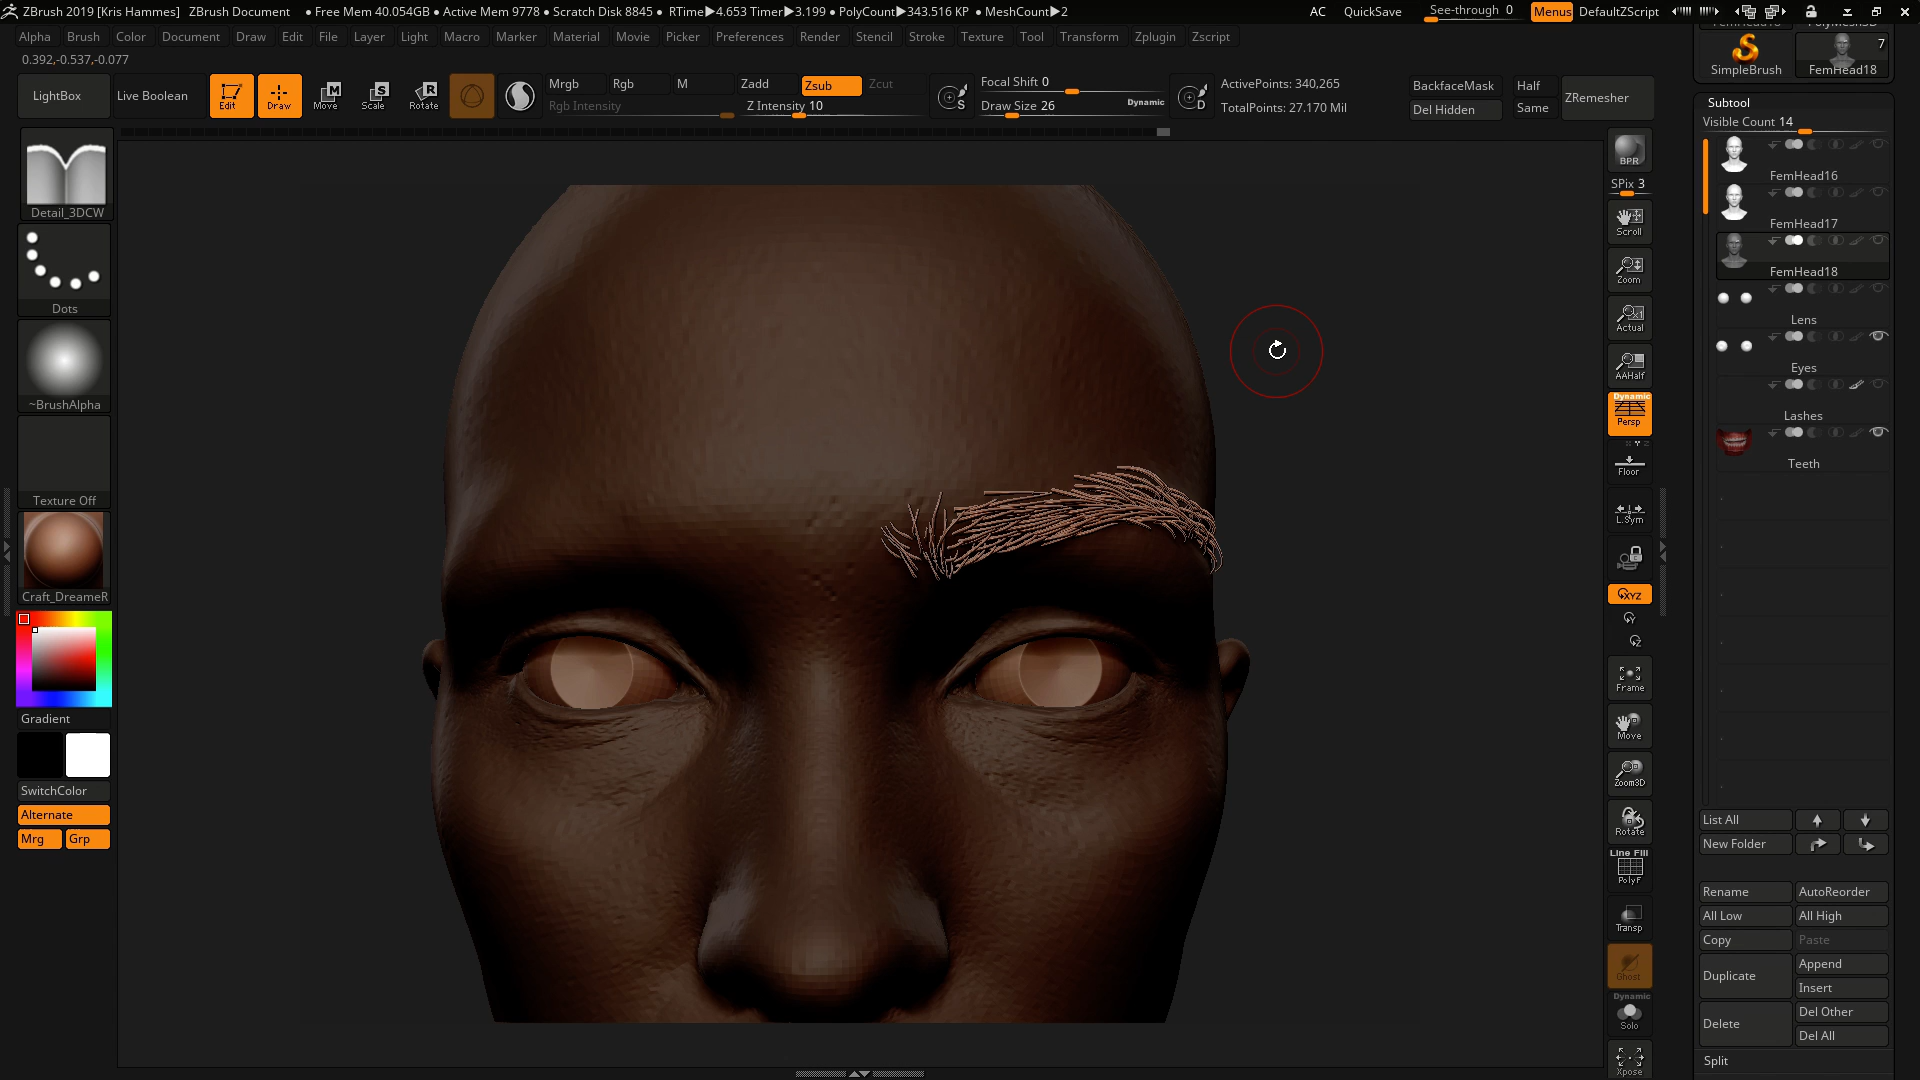 ZBrush 2019 [Kris Hammes] ZBrush Document ● Free Mem 40.054GB ● Active Mem 9778 ● Scratch Disk 8845 ● RTime▶4.653 Timer▶3.199 ● PolyCount▶343.516 KP ● MeshCount▶2 AC QuickSave See-through 0 Menus DefaultZScript
Alpha Brush Color Document Draw Edit File Layer Light Macro Marker Material Movie Picker Preferences Render Stencil Stroke Texture Tool Transform Zplugin Zscript
0.392,-0.537,-0.077
LightBox Live Boolean Edit Draw Move Scale Rotate
Mrgb Rgb M Zadd Zsub Zcut
Rgb Intensity Z Intensity 10
Focal Shift 0
Draw Size 26 Dynamic
S D
ActivePoints: 340,265
TotalPoints: 27.170 Mil
BackfaceMask Half ZRemesher
Del Hidden Same
Detail_3DCW
Dots
~BrushAlpha
Texture Off
Craft_DreameR
Gradient
SwitchColor
Alternate
Mrg Grp
BPR
SPix 3
Scroll
Zoom
Actual
AAHalf
Dynamic
Persp
Floor
L.Sym
XYZ
Y
Z
Frame
Move
Zoom3D
Rotate
Line Fill
PolyF
Transp
Ghost
Dynamic
Solo
Xpose
SimpleBrush
7
FemHead18
Subtool
Visible Count 14
FemHead16
FemHead17
FemHead18
Lens
Eyes
Lashes
Teeth
List All
New Folder
Rename AutoReorder
All Low All High
Copy Paste
Duplicate Append
Insert
Delete Del Other
Del All
Split